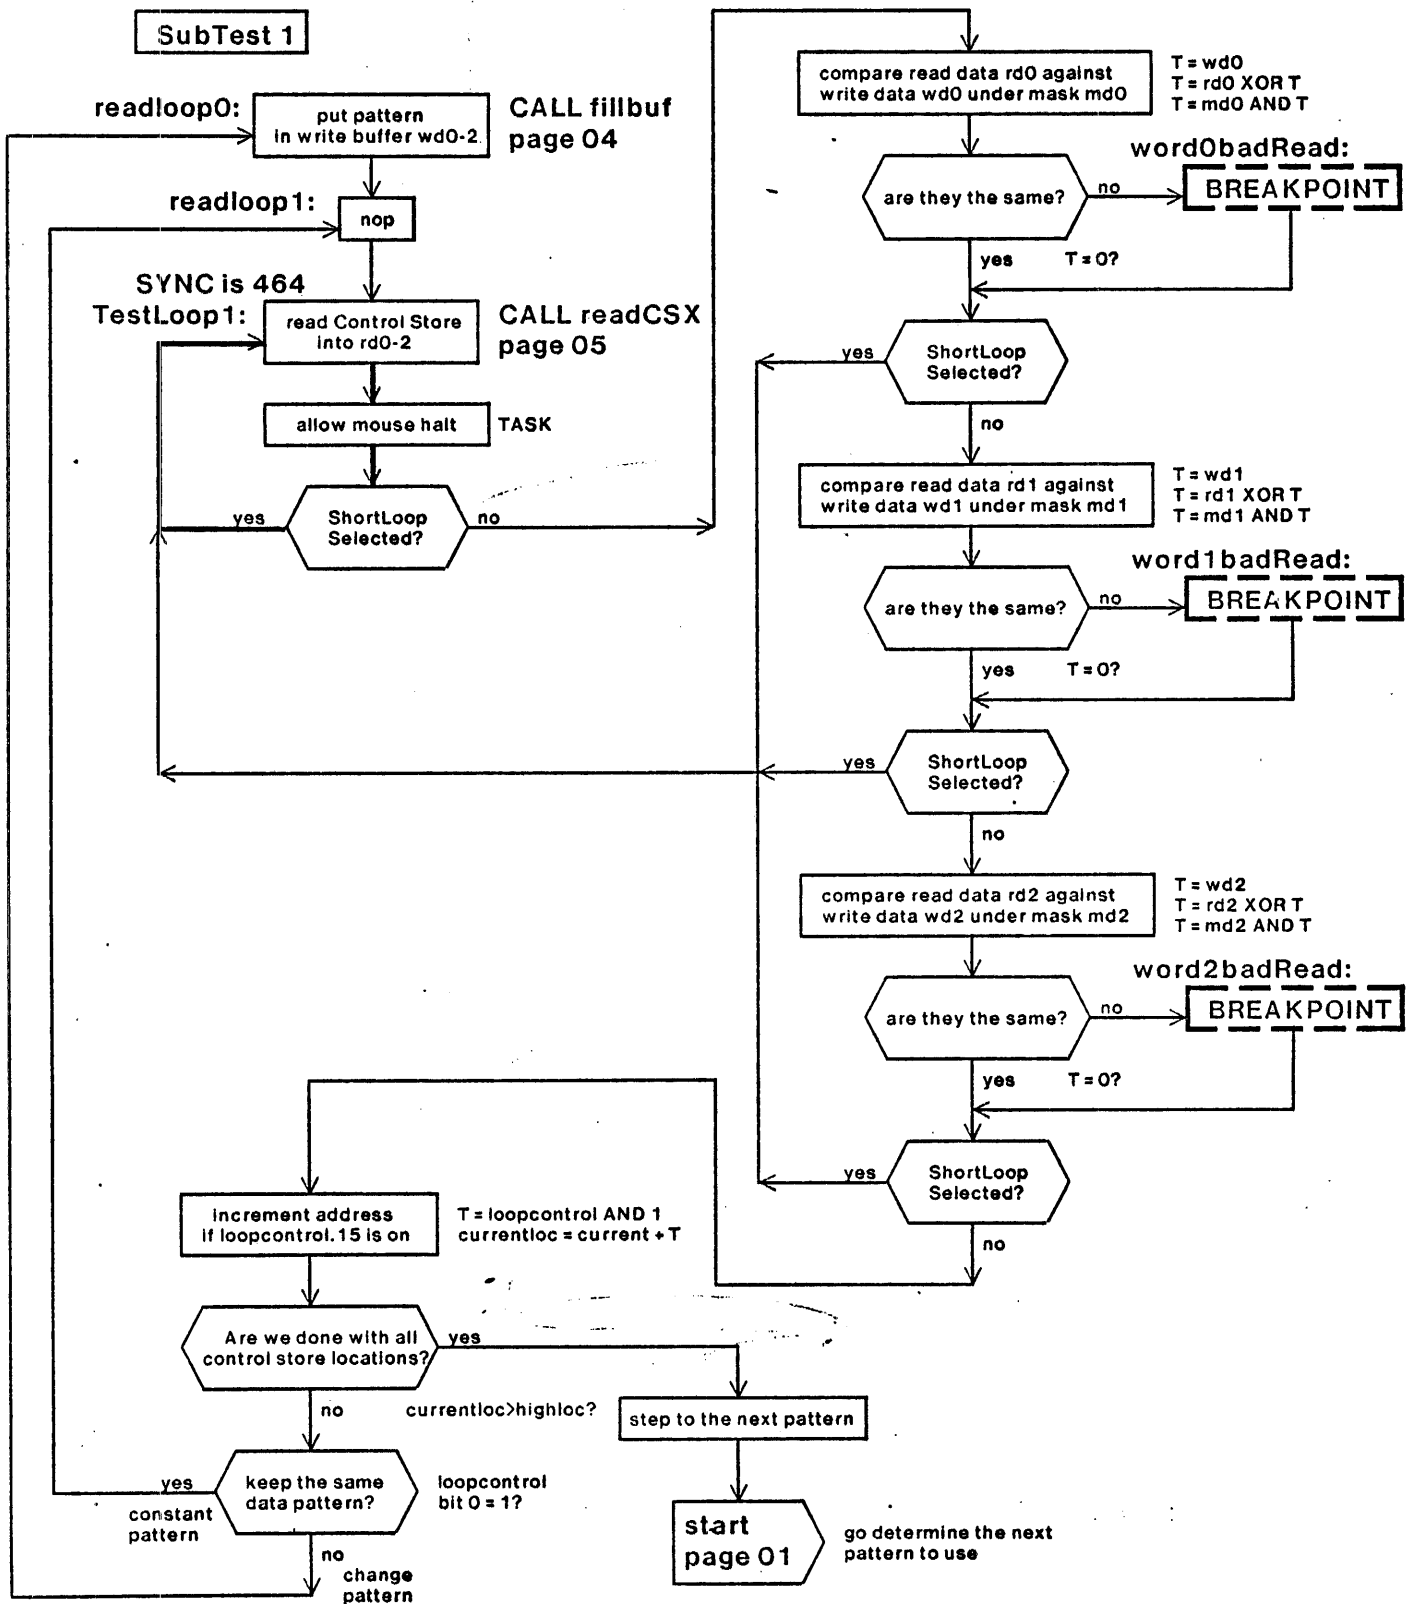 SubTest 1
readloop0:
put pattern
in write buffer wd0-2
CALL fillbuf
page 04
readloop1:
nop
SYNC is 464
TestLoop1:
read Control Store
into rd0-2
CALL readCSX
page 05
allow mouse halt
TASK
ShortLoop
Selected?
yes
no
compare read data rd0 against
write data wd0 under mask md0
T = wd0
T = rd0 XOR T
T = md0 AND T
are they the same?
no
word0badRead:
BREAKPOINT
yes
T = 0?
ShortLoop
Selected?
yes
no
compare read data rd1 against
write data wd1 under mask md1
T = wd1
T = rd1 XOR T
T = md1 AND T
are they the same?
no
word1badRead:
BREAKPOINT
yes
T = 0?
ShortLoop
Selected?
yes
no
compare read data rd2 against
write data wd2 under mask md2
T = wd2
T = rd2 XOR T
T = md2 AND T
are they the same?
no
word2badRead:
BREAKPOINT
yes
T = 0?
ShortLoop
Selected?
yes
no
increment address
if loopcontrol.15 is on
T = loopcontrol AND 1
currentloc = current + T
Are we done with all
control store locations?
yes
no
currentloc>highloc?
step to the next pattern
keep the same
data pattern?
loopcontrol
bit 0 = 1?
yes
constant
pattern
no
change
pattern
start
page 01
go determine the next
pattern to use